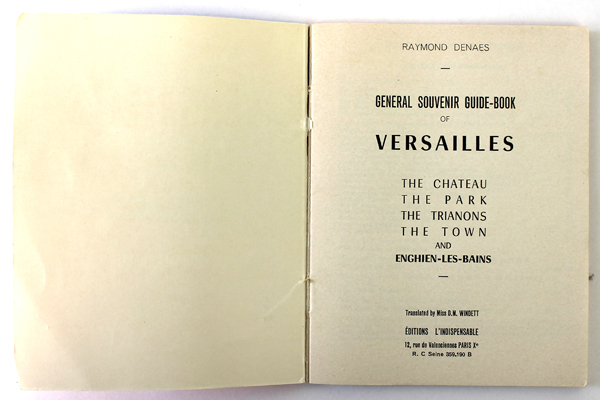 RAYMOND DENAES
—
GENERAL SOUVENIR GUIDE-BOOK
OF
VERSAILLES
THE CHATEAU
THE PARK
THE TRIANONS
THE TOWN
AND
ENGHIEN-LES-BAINS
—
Translated by Miss D.N. WINDETT
ÉDITIONS L'INDISPENSABLE
12, rue de Valenciennes PARIS Xᵉ
R. C Seine 359.190 B